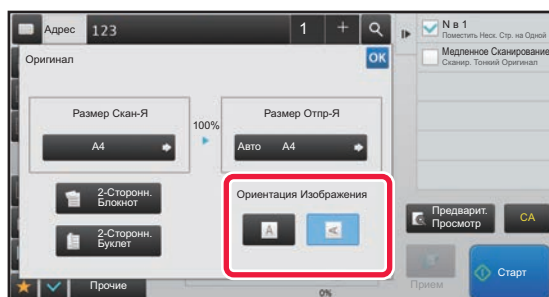 Адрес 123 1 +
Оригинал OK
Размер Скан-Я
A4
100%
Размер Отпр-Я
Авто A4
2-Сторонн.
Блокнот
2-Сторонн.
Буклет
Ориентация Изображения
A A
Прочие
0%
N в 1
Поместить Неск. Стр. на Одной
Медленное Сканирование
Сканир. Тонкий Оригинал
Предварит.
Просмотр
CA
Прием
Старт